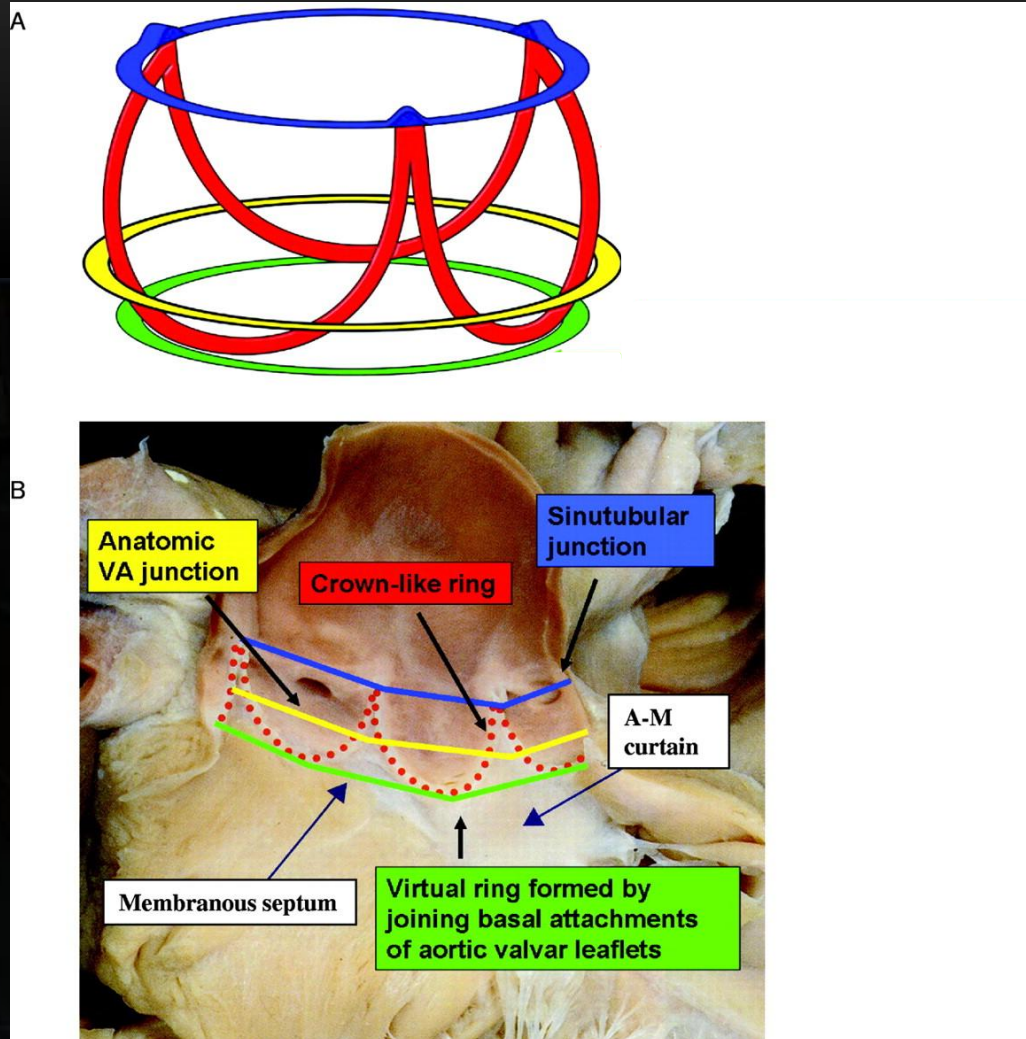 A
B
Anatomic
VA junction
Crown-like ring
Sinutubular
junction
A-M
curtain
Membranous septum
Virtual ring formed by
joining basal attachments
of aortic valvar leaflets